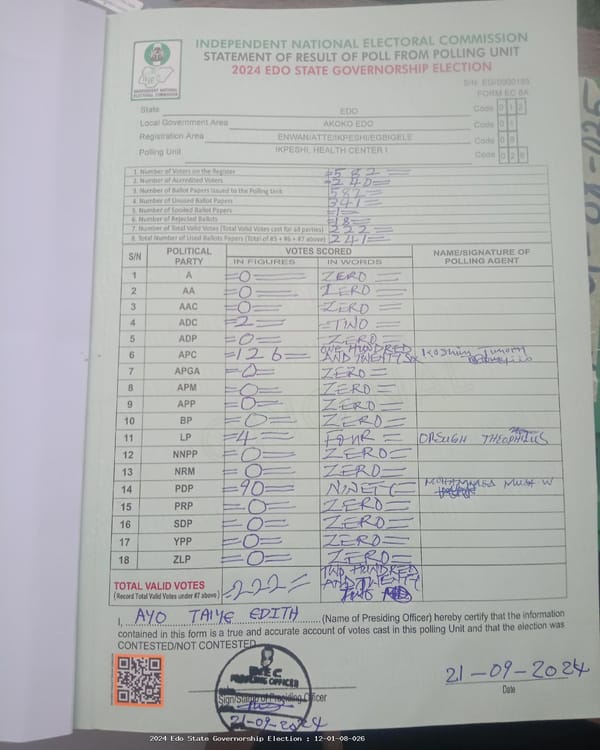 INDEPENDENT NATIONAL ELECTORAL COMMISSION
STATEMENT OF RESULT OF POLL FROM POLLING UNIT
2024 EDO STATE GOVERNORSHIP ELECTION
INDEPENDENT NATIONAL ELECTORAL COMMISSION
FORM EC 8A
State EDO Code 0 1 2
Local Government Area AKOKO EDO Code 0 1
Registration Area ENWAN/ATTE/IKPESHI/EGBIGELE Code 0 8
Polling Unit IKPESHI, HEALTH CENTER I Code 0 2 6
1. Number of Voters on the Register =582=
2. Number of Accredited Voters =240=
3. Number of Ballot Papers Issued to the Polling Unit 582=
4. Number of Unused Ballot Papers 341=
5. Number of Spoiled Ballot Papers =1=
6. Number of Rejected Ballots =18=
7. Number of Total Valid Votes (Total Valid Votes cast for all parties) 222=
8. Total Number of Used Ballots Papers (Total of #5 + #6 + #7 above) 241=
S/N POLITICAL PARTY VOTES SCORED NAME/SIGNATURE OF POLLING AGENT
IN FIGURES IN WORDS
1 A =0= ZERO=
2 AA =0= ZERO=
3 AAC =0= ZERO=
4 ADC =2= =TWO=
5 ADP =0= ZERO=
6 APC =126= ONE HUNDRED AND TWENTY SIX
7 APGA =0= ZERO=
8 APM =0= ZERO=
9 APP =0= ZERO=
10 BP =0= ZERO=
11 LP =4= FOUR= ORSUGH THEOPHILUS
12 NNPP =0= ZERO=
13 NRM =0= ZERO=
14 PDP =90= NINETY= MOHAMMED MUSA W
15 PRP =0= ZERO=
16 SDP =0= ZERO=
17 YPP =0= ZERO=
18 ZLP =0= ZERO=
TOTAL VALID VOTES =222= TWO HUNDRED AND TWENTY TWO
(Record Total Valid Votes under #7 above)
I, AYO TAIYE EDITH (Name of Presiding Officer) hereby certify that the information
contained in this form is a true and accurate account of votes cast in this polling Unit and that the election was
CONTESTED/NOT CONTESTED.
INEC
PRESIDING OFFICER
Sign/Stamp of Presiding Officer
21-09-2024
21-09-2024
Date
2024 Edo State Governorship Election : 12-01-08-026